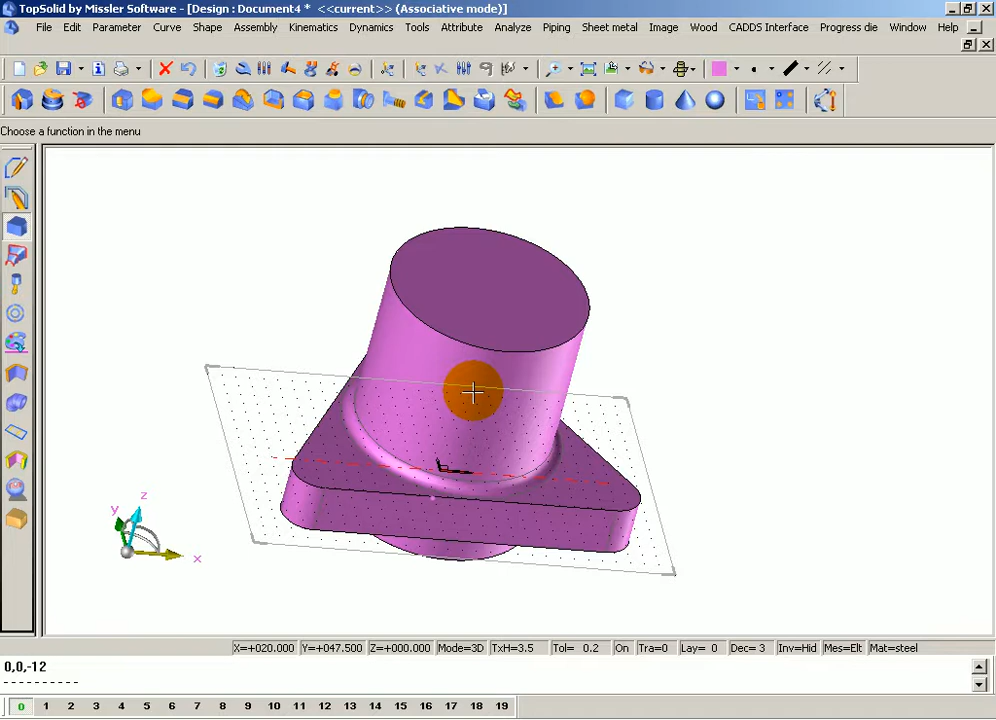 TopSolid by Missler Software - [Design : Document4 *   <<current>> (Associative mode)]
File Edit Parameter Curve Shape Assembly Kinematics Dynamics Tools Attribute Analyze Piping Sheet metal Image Wood CADDS Interface Progress die Window Help
Choose a function in the menu
z
y
x
X=+020.000 Y=+047.500 Z=+000.000 Mode=3D TxH=3.5 Tol= 0.2 On Tra=0 Lay= 0 Dec= 3 Inv=Hid Mes=Elt Mat=steel
0,0,-12
----------
0 1 2 3 4 5 6 7 8 9 10 11 12 13 14 15 16 17 18 19